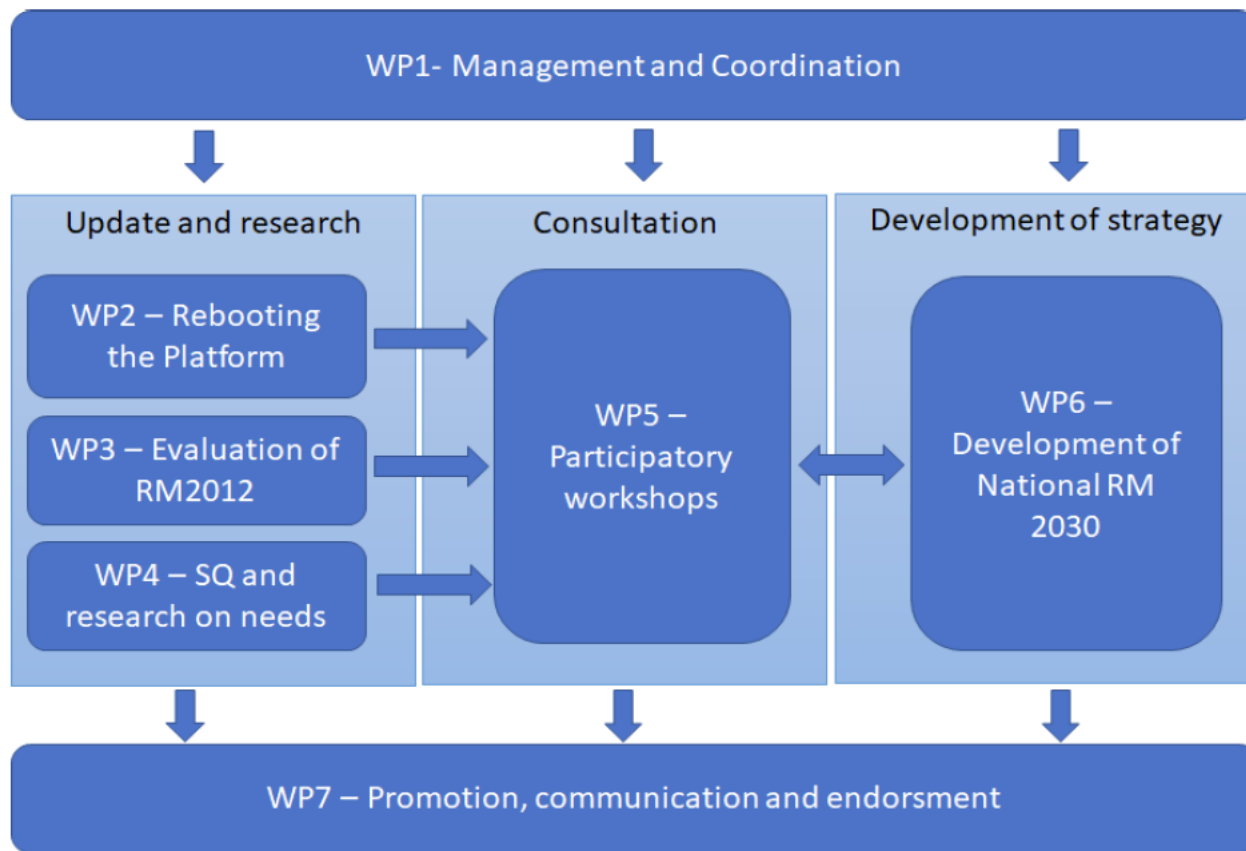 WP1- Management and Coordination
Update and research
WP2 – Rebooting
the Platform
WP3 – Evaluation of
RM2012
WP4 – SQ and
research on needs
Consultation
WP5 –
Participatory
workshops
Development of strategy
WP6 –
Development of
National RM
2030
WP7 – Promotion, communication and endorsment